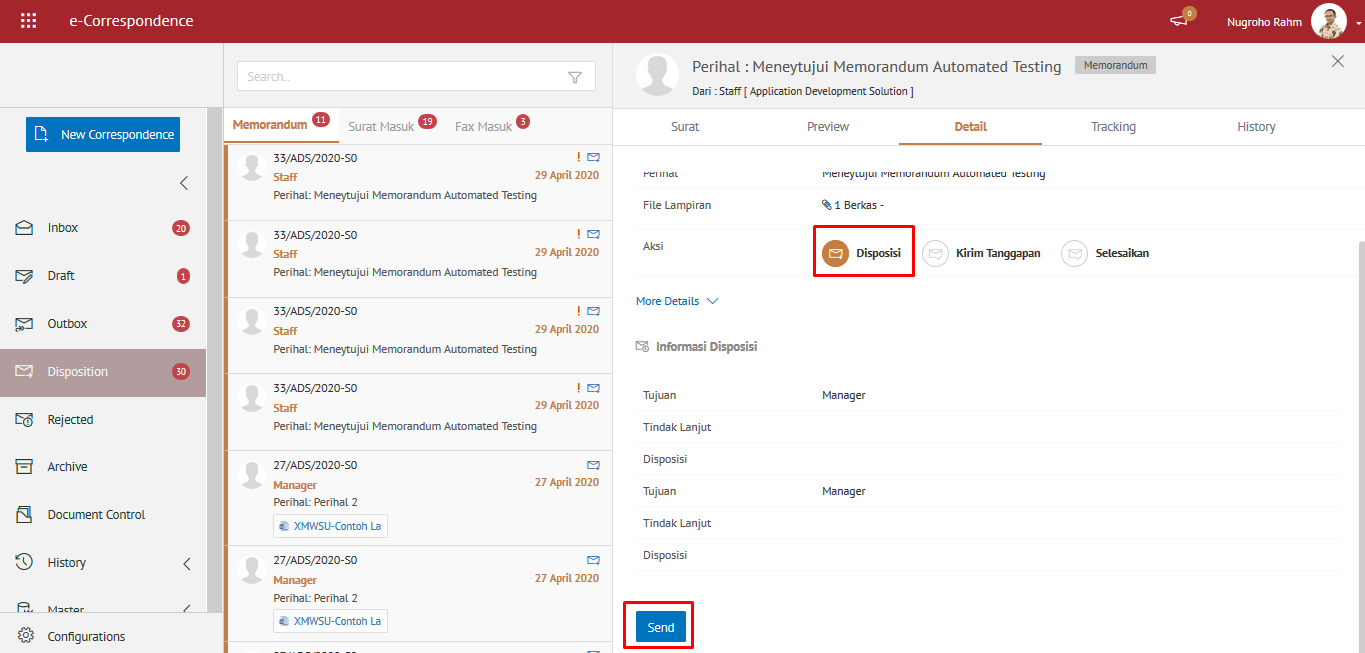 e-Correspondence
0
Nugroho Rahm
New Correspondence
Inbox
20
Draft
1
Outbox
32
Disposition
30
Rejected
Archive
Document Control
History
Master
Configurations
Search..
Memorandum 11
Surat Masuk 19
Fax Masuk 3
33/ADS/2020-S0
Staff
29 April 2020
Perihal: Meneytujui Memorandum Automated Testing
33/ADS/2020-S0
Staff
29 April 2020
Perihal: Meneytujui Memorandum Automated Testing
33/ADS/2020-S0
Staff
29 April 2020
Perihal: Meneytujui Memorandum Automated Testing
33/ADS/2020-S0
Staff
29 April 2020
Perihal: Meneytujui Memorandum Automated Testing
27/ADS/2020-S0
Manager
27 April 2020
Perihal: Perihal 2
XMWSU-Contoh La
27/ADS/2020-S0
Manager
27 April 2020
Perihal: Perihal 2
XMWSU-Contoh La
Perihal : Meneytujui Memorandum Automated Testing
Memorandum
Dari : Staff [ Application Development Solution ]
Surat
Preview
Detail
Tracking
History
Perihal
Meneytujui Memorandum Automated Testing
File Lampiran
1 Berkas -
Aksi
Disposisi
Kirim Tanggapan
Selesaikan
More Details
Informasi Disposisi
Tujuan
Manager
Tindak Lanjut
Disposisi
Tujuan
Manager
Tindak Lanjut
Disposisi
Send